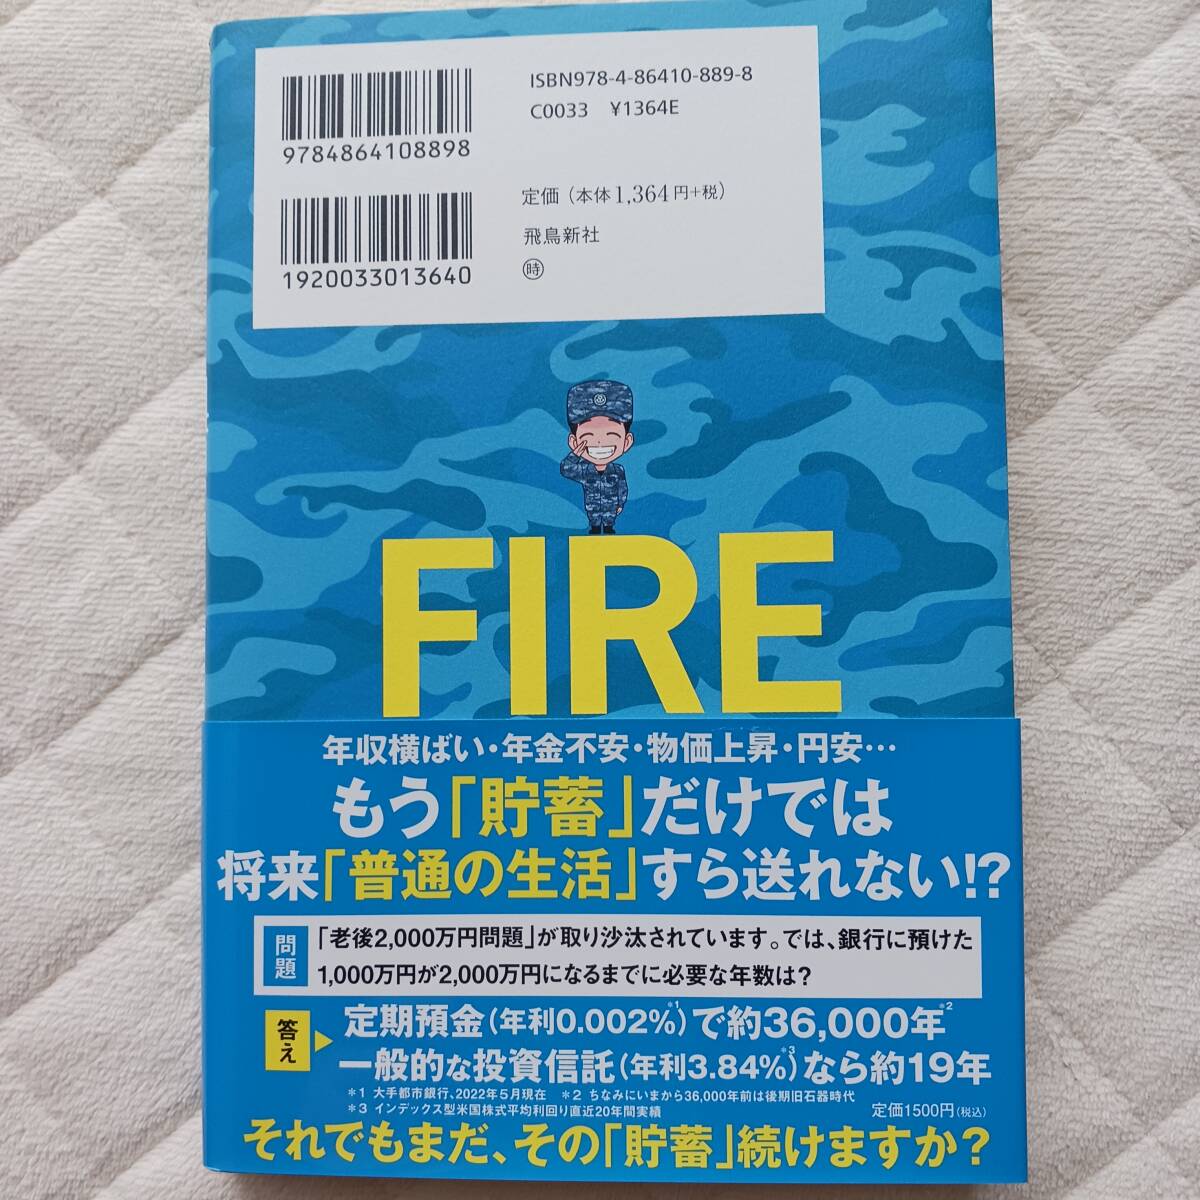 ISBN978-4-86410-889-8
C0033 ¥1364E
9784864108898
定価（本体1,364円+税）
飛鳥新社
時
1920033013640
FIRE
年収横ばい・年金不安・物価上昇・円安…
もう「貯蓄」だけでは
将来「普通の生活」すら送れない!?
問題
「老後2,000万円問題」が取り沙汰されています。では、銀行に預けた
1,000万円が2,000万円になるまでに必要な年数は？
答え
定期預金（年利0.002%＊1）で約36,000年＊2
一般的な投資信託（年利3.84%＊3）なら約19年
＊1 大手都市銀行、2022年5月現在 ＊2 ちなみにいまから36,000年前は後期旧石器時代
＊3 インデックス型米国株式平均利回り直近20年間実績
定価1500円（税込）
それでもまだ、その「貯蓄」続けますか？